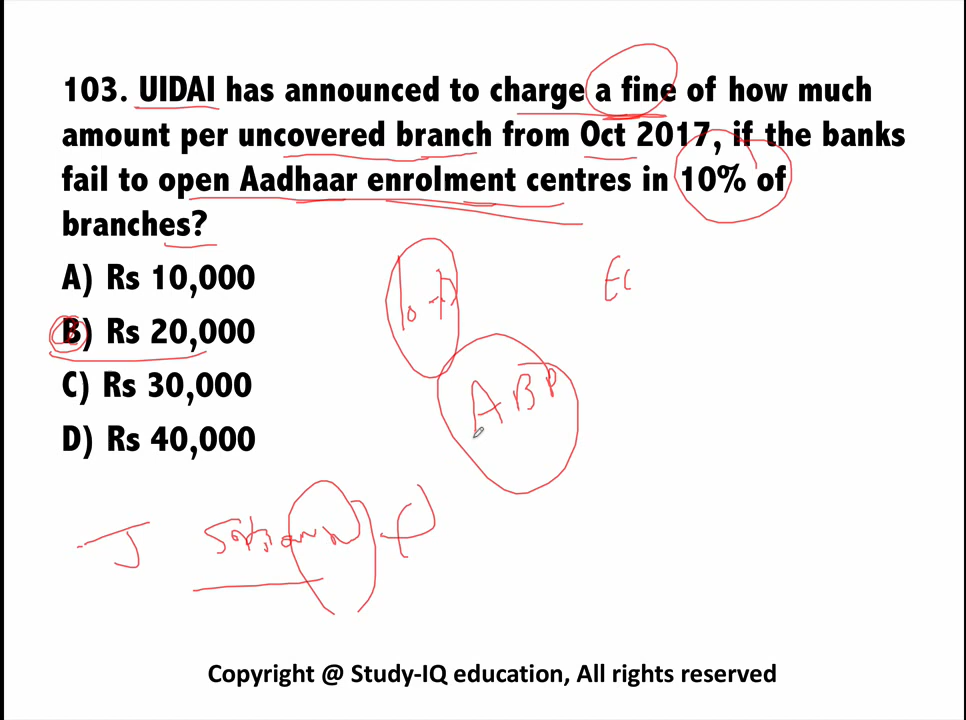 103. UIDAI has announced to charge a fine of how much
amount per uncovered branch from Oct 2017, if the banks
fail to open Aadhaar enrolment centres in 10% of
branches?
A) Rs 10,000
B) Rs 20,000
C) Rs 30,000
D) Rs 40,000
ABP
J
Copyright @ Study-IQ education, All rights reserved